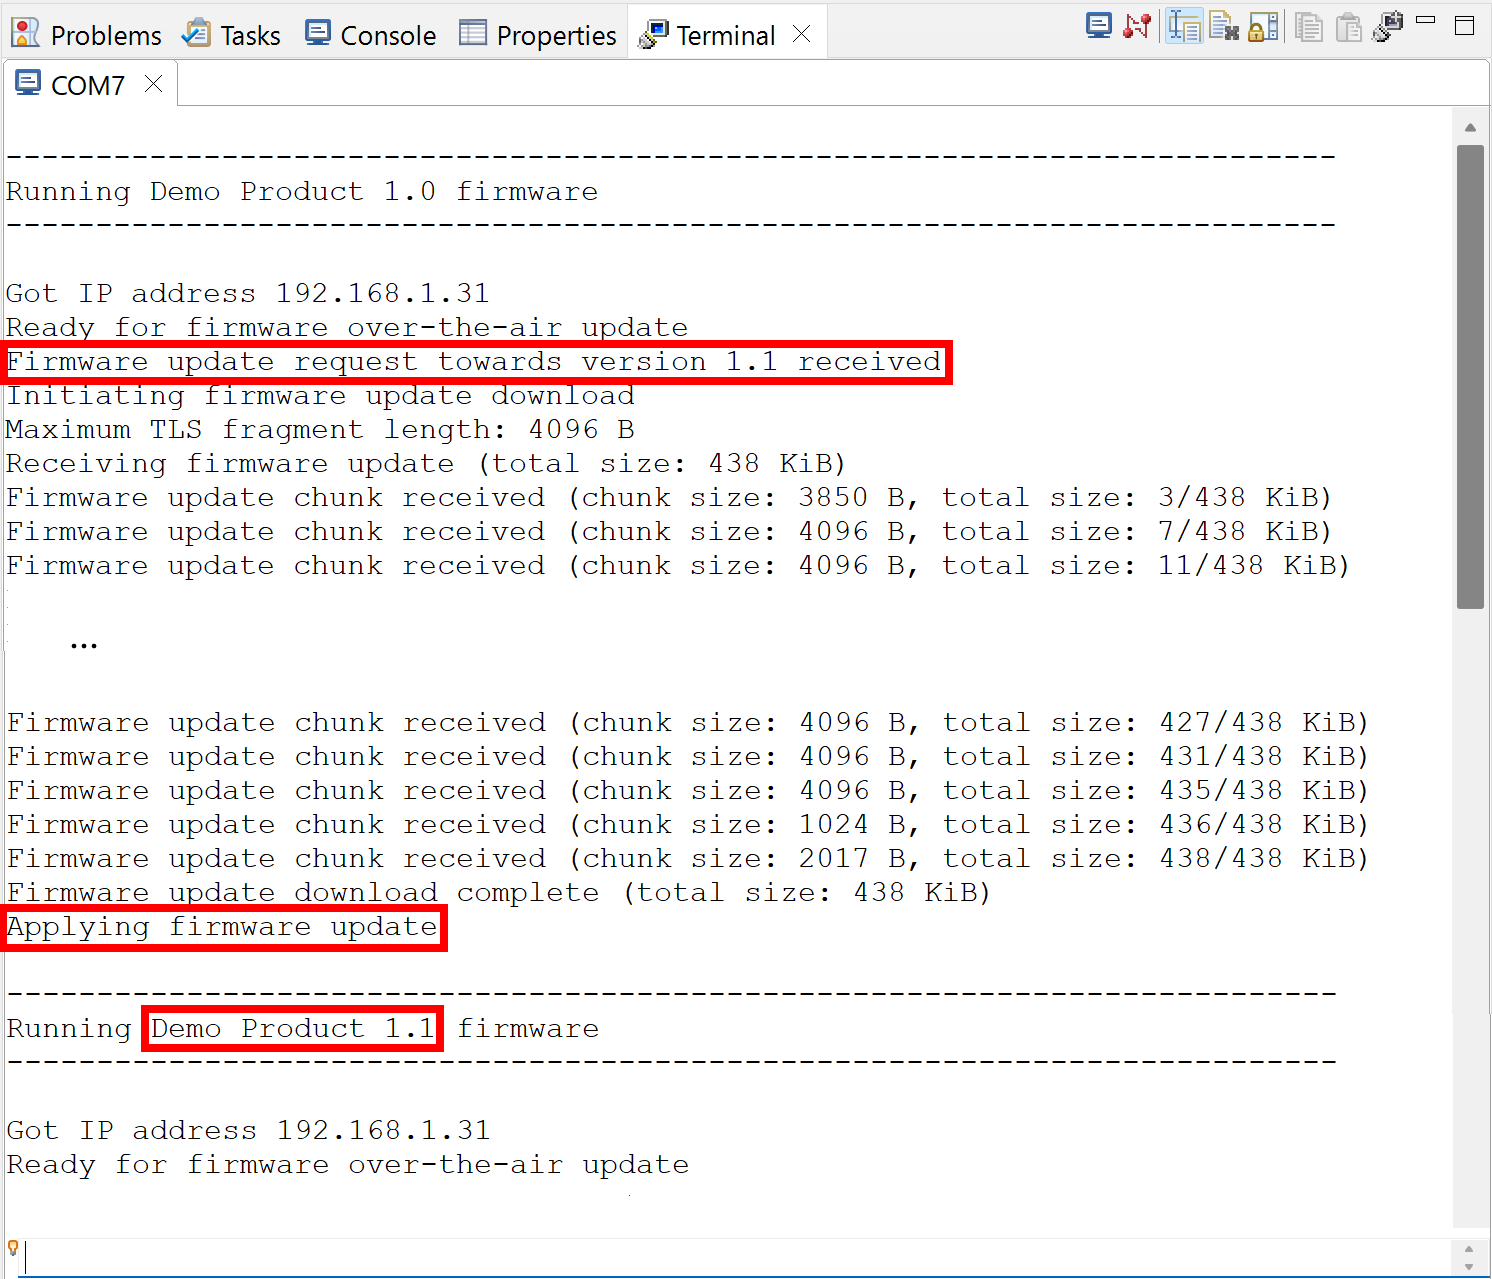 Problems Tasks Console Properties Terminal
COM7
--------------------------------------------------------------------------
Running Demo Product 1.0 firmware
--------------------------------------------------------------------------
Got IP address 192.168.1.31
Ready for firmware over-the-air update
Firmware update request towards version 1.1 received
Initiating firmware update download
Maximum TLS fragment length: 4096 B
Receiving firmware update (total size: 438 KiB)
Firmware update chunk received (chunk size: 3850 B, total size: 3/438 KiB)
Firmware update chunk received (chunk size: 4096 B, total size: 7/438 KiB)
Firmware update chunk received (chunk size: 4096 B, total size: 11/438 KiB)
...
Firmware update chunk received (chunk size: 4096 B, total size: 427/438 KiB)
Firmware update chunk received (chunk size: 4096 B, total size: 431/438 KiB)
Firmware update chunk received (chunk size: 4096 B, total size: 435/438 KiB)
Firmware update chunk received (chunk size: 1024 B, total size: 436/438 KiB)
Firmware update chunk received (chunk size: 2017 B, total size: 438/438 KiB)
Firmware update download complete (total size: 438 KiB)
Applying firmware update
--------------------------------------------------------------------------
Running Demo Product 1.1 firmware
--------------------------------------------------------------------------
Got IP address 192.168.1.31
Ready for firmware over-the-air update